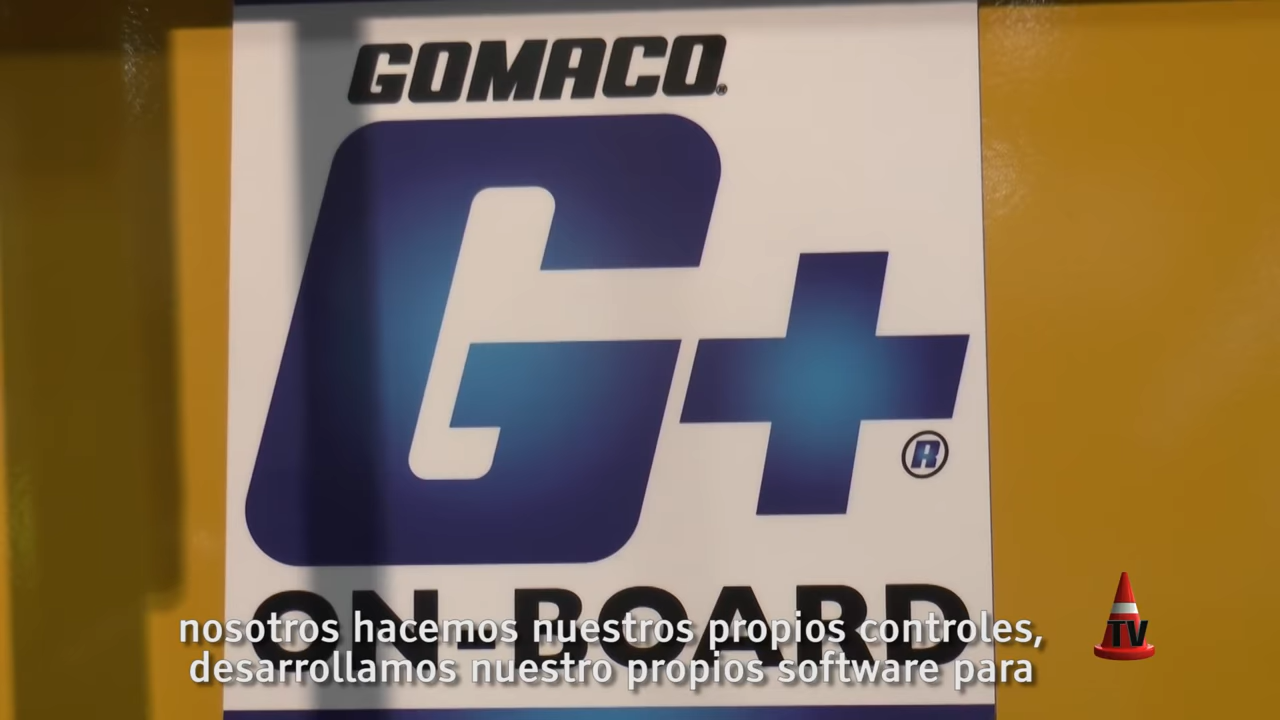 GOMACO®
G+®
ON-BOARD
nosotros hacemos nuestros propios controles,
desarrollamos nuestro propios software para
TV